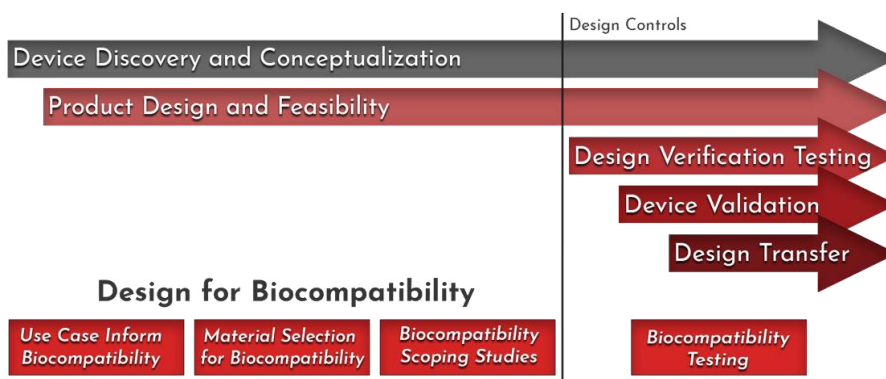 Design Controls
Device Discovery and Conceptualization
Product Design and Feasibility
Design Verification Testing
Device Validation
Design Transfer
Design for Biocompatibility
Use Case Inform
Biocompatibility
Material Selection
for Biocompatibility
Biocompatibility
Scoping Studies
Biocompatibility
Testing